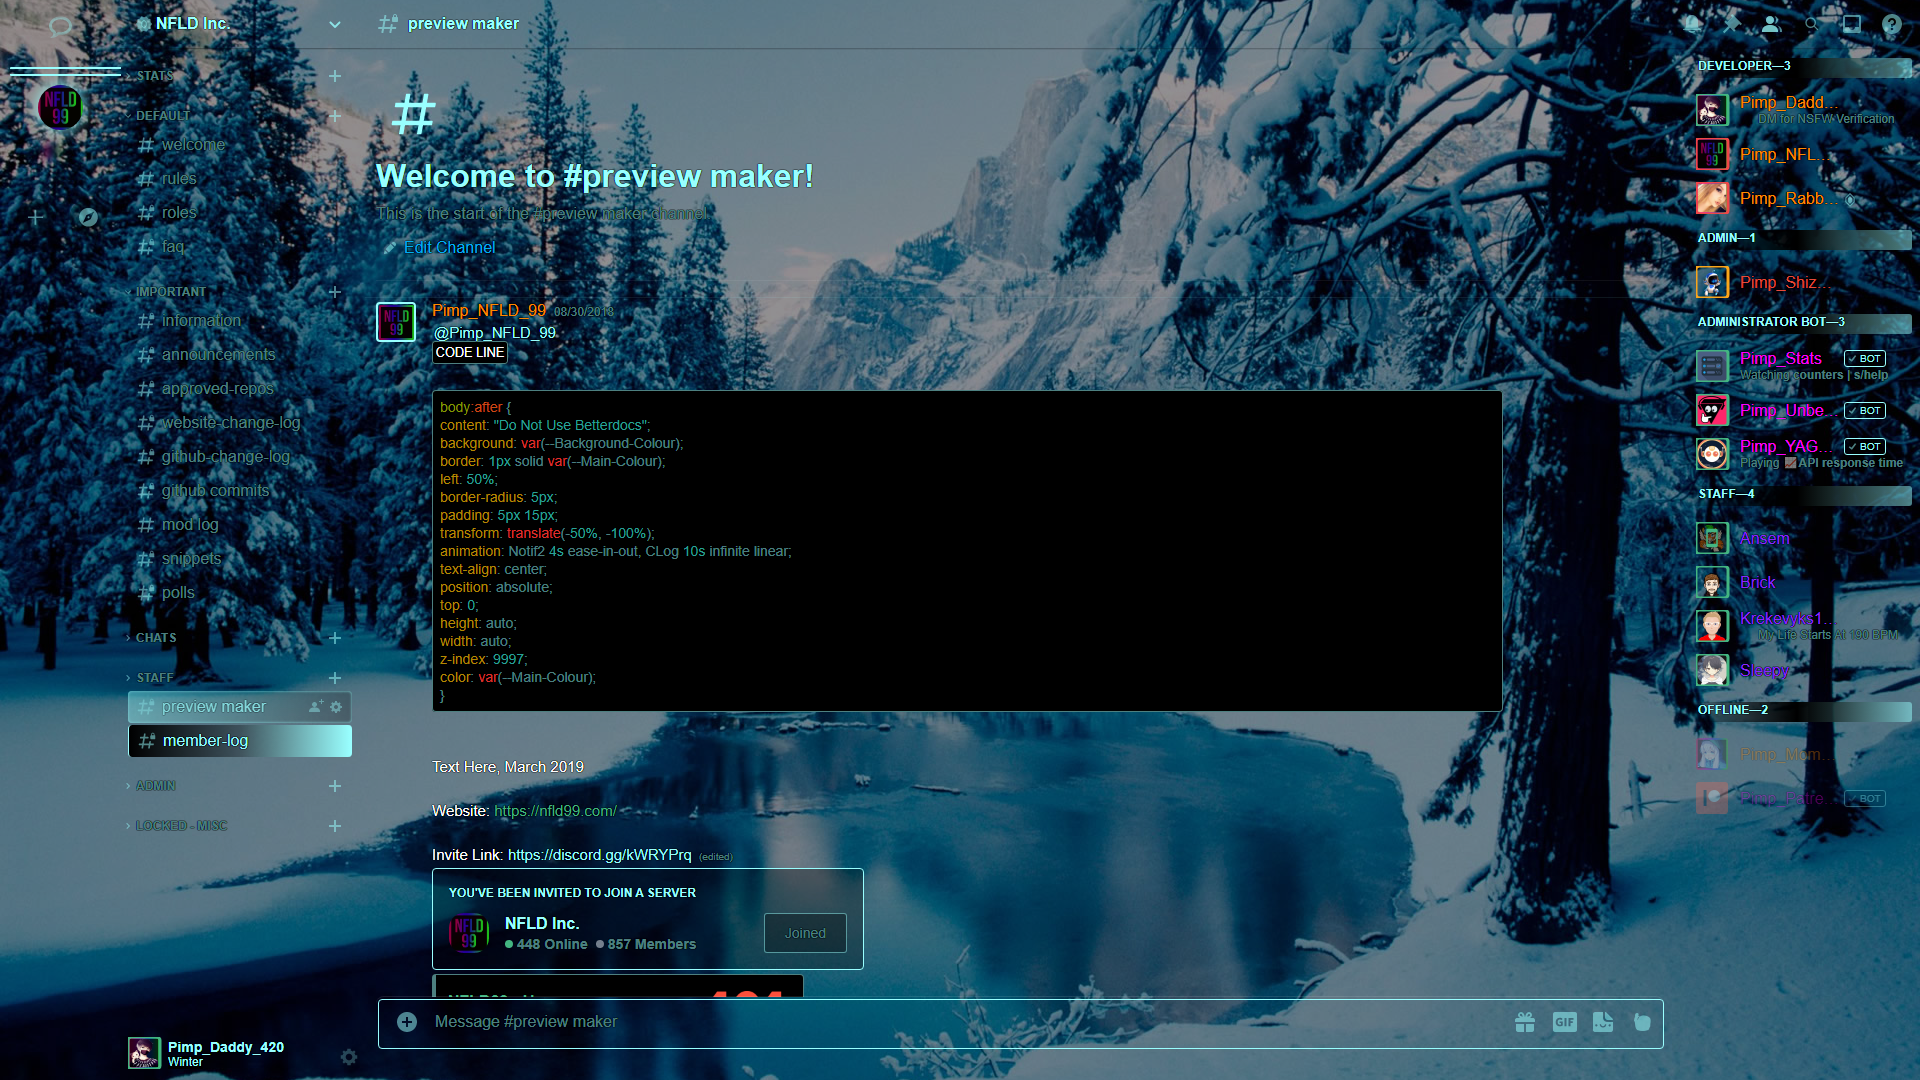 NFLD Inc.
preview maker
STATS
NFLD
99
DEFAULT
welcome
rules
roles
faq
IMPORTANT
information
announcements
approved-repos
website-change-log
github-change-log
github commits
mod log
snippets
polls
CHATS
STAFF
preview maker
member-log
ADMIN
LOCKED - MISC
Pimp_Daddy_420
Winter
#
Welcome to #preview maker!
This is the start of the #preview maker channel.
Edit Channel
NFLD
99
Pimp_NFLD_99 08/30/2018
@Pimp_NFLD_99
CODE LINE
body:after {
content: "Do Not Use Betterdocs";
background: var(--Background-Colour);
border: 1px solid var(--Main-Colour);
left: 50%;
border-radius: 5px;
padding: 5px 15px;
transform: translate(-50%, -100%);
animation: Notif2 4s ease-in-out, CLog 10s infinite linear;
text-align: center;
position: absolute;
top: 0;
height: auto;
width: auto;
z-index: 9997;
color: var(--Main-Colour);
}
Text Here, March 2019
Website: https://nfld99.com/
Invite Link: https://discord.gg/kWRYPrq (edited)
YOU'VE BEEN INVITED TO JOIN A SERVER
NFLD
99
NFLD Inc.
448 Online 857 Members
Joined
Message #preview maker
GIF
DEVELOPER—3
Pimp_Dadd...
DM for NSFW Verification
NFLD
99
Pimp_NFL...
Pimp_Rabb...
ADMIN—1
Pimp_Shiz...
ADMINISTRATOR BOT—3
Pimp_Stats ✓ BOT
Watching counters | s/help
Pimp_Unbe... ✓ BOT
Pimp_YAG... ✓ BOT
Playing API response time
STAFF—4
Ansem
Brick
Krekevyks1...
My Life Starts At 190 BPM
Sleepy
OFFLINE—2
Pimp_Mom...
Pimp_Patre... ✓ BOT